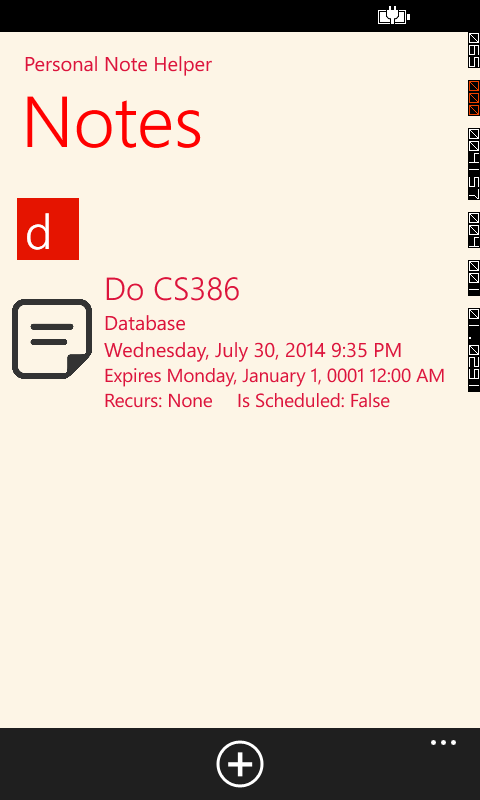 Personal Note Helper
Notes
d
Do CS386
Database
Wednesday, July 30, 2014 9:35 PM
Expires Monday, January 1, 0001 12:00 AM
Recurs: None Is Scheduled: False